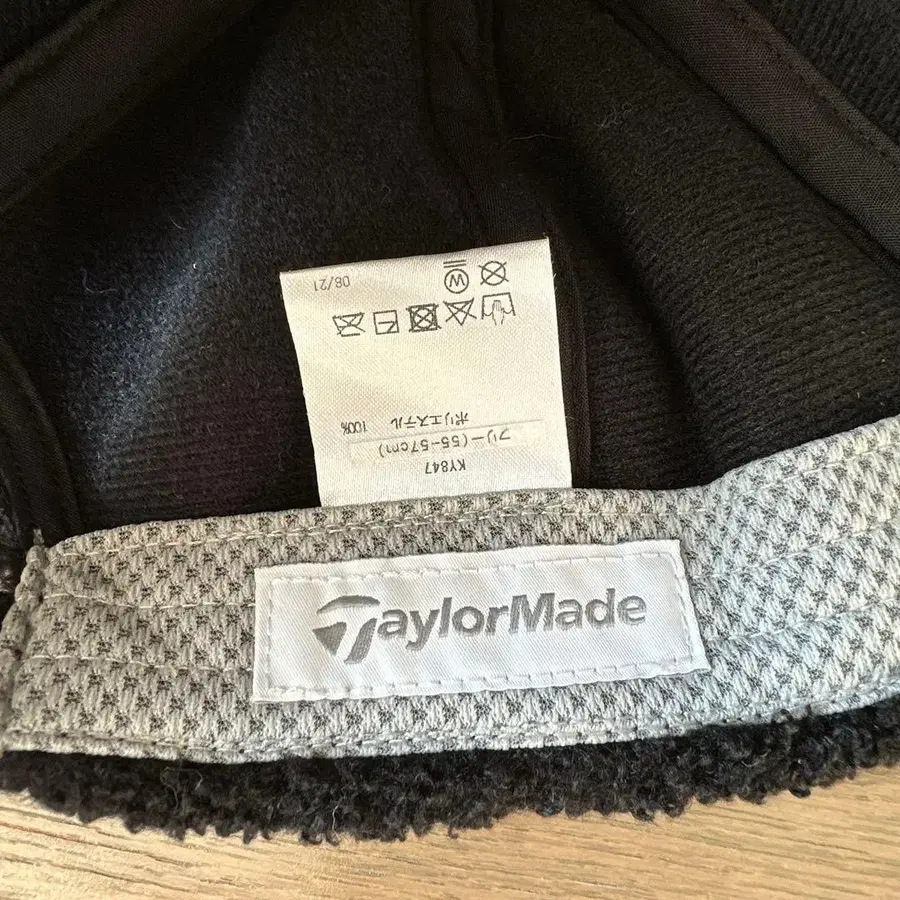 KY847
フリー(55-57cm)
ポリエステル 100%
W
08/21
TaylorMade